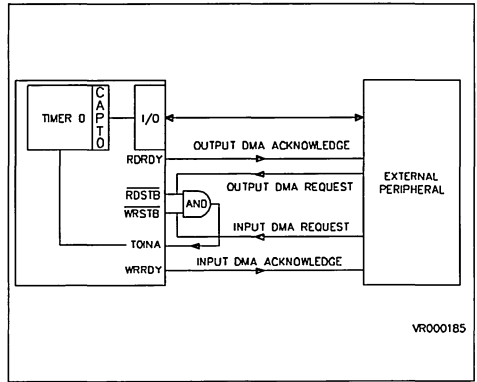 TIMER 0
CAPT0
I/O
RDRDY
OUTPUT DMA ACKNOWLEDGE
OUTPUT DMA REQUEST
RDSTB
WRSTB
AND
INPUT DMA REQUEST
T0INA
INPUT DMA ACKNOWLEDGE
WRRDY
EXTERNAL
PERIPHERAL
VR000185